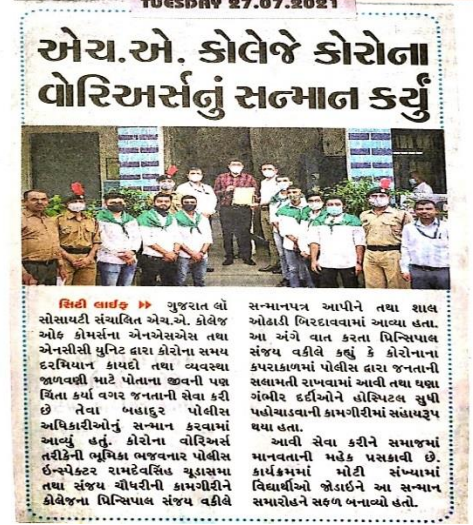 TUESDAY 27.07.2021
એચ.એ. કોલેજે કોરોના
વોરિઅર્સનું સન્માન કર્યું
સિટી લાઈફ ▶▶ ગુજરાત લૉ
સોસાયટી સંચાલિત એચ.એ. કોલેજ
ઓફ કોમર્સના એનએસએસ તથા
એનસીસી યુનિટ દ્વારા કોરોના સમય
દરમિયાન કાયદો તથા વ્યવસ્થા
જાળવણી માટે પોતાના જીવની પણ
ચિંતા કર્યા વગર જનતાની સેવા કરી
છે તેવા બહાદુર પોલીસ
અધિકારીઓનું સન્માન કરવામાં
આવ્યું હતું. કોરોના વોરિઅર્સ
તરીકેની ભૂમિકા ભજવનાર પોલીસ
ઇન્સ્પેક્ટર રામદેવસિંહ ચૂડાસમા
તથા સંજય ચૌધરીની કામગીરીને
કોલેજના પ્રિન્સિપાલ સંજય વકીલે
સન્માનપત્ર આપીને તથા શાલ
ઓઢાડી બિરદાવવામાં આવ્યા હતા.
આ અંગે વાત કરતા પ્રિન્સિપાલ
સંજય વકીલે કહ્યું કે કોરોનાના
કપરાકાળમાં પોલીસ દ્વારા જનતાની
સલામતી રાખવામાં આવી તથા ઘણા
ગંભીર દર્દીઓને હોસ્પિટલ સુધી
પહોચાડવાની કામગીરીમાં સહાયરૂપ
થયા હતા.
આવી સેવા કરીને સમાજમાં
માનવતાની મહેક પસરાવી છે.
કાર્યક્રમમાં મોટી સંખ્યામાં
વિદ્યાર્થીઓ જોડાઇને આ સન્માન
સમારોહને સફળ બનાવ્યો હતો.